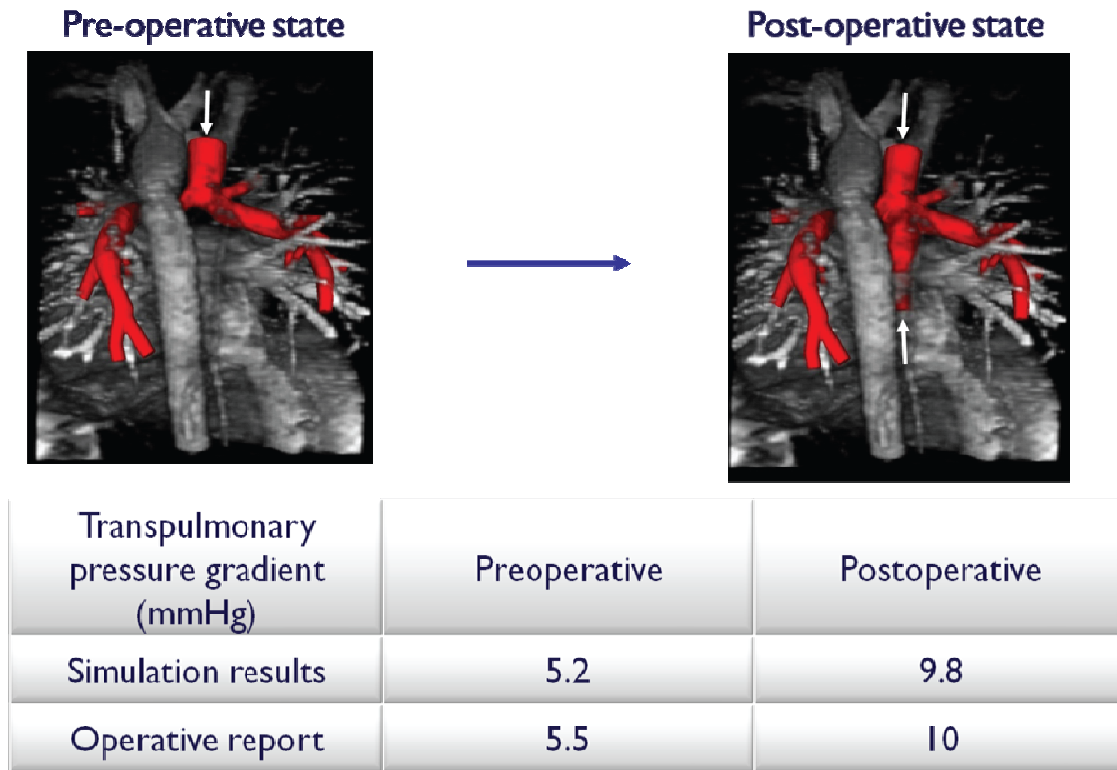 Pre-operative state
Post-operative state
Transpulmonary
pressure gradient
(mmHg)
Preoperative
Postoperative
Simulation results
5.2
9.8
Operative report
5.5
10